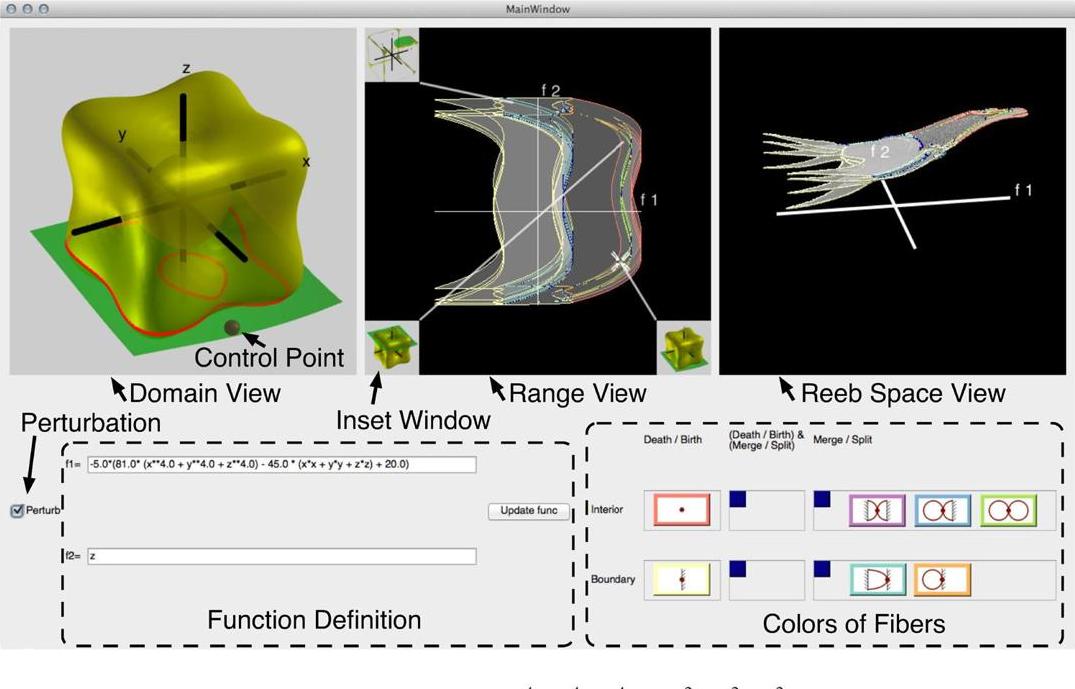 MainWindow
z
y
x
Control Point
Domain View
f 2
f 1
Range View
Inset Window
f 2
f 1
Reeb Space View
Perturbation
f1= -5.0*(81.0* (x**4.0 + y**4.0 + z**4.0) - 45.0 * (x*x + y*y + z*z) + 20.0)
Perturb
Update func
f2= z
Function Definition
Death / Birth
(Death / Birth) &
(Merge / Split)
Merge / Split
Interior
Boundary
Colors of Fibers